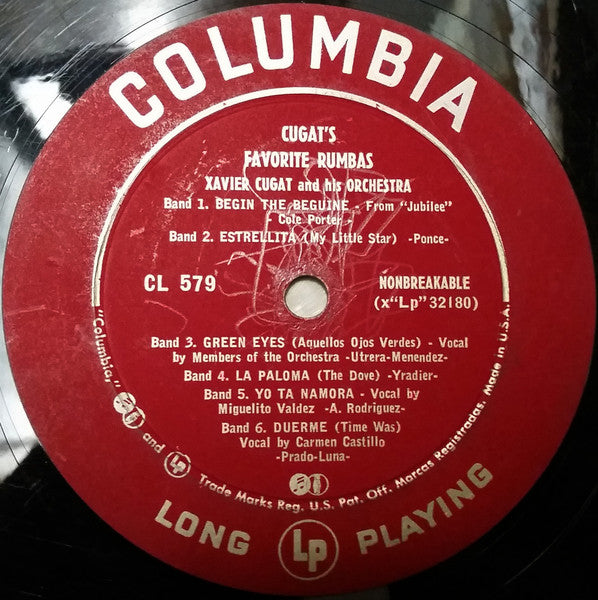 COLUMBIA
CUGAT'S
FAVORITE RUMBAS
XAVIER CUGAT and his ORCHESTRA
Band 1. BEGIN THE BEGUINE - From "Jubilee"
- Cole Porter -
Band 2. ESTRELLITA (My Little Star) -Ponce-
CL 579
NONBREAKABLE
(x"Lp" 32180)
Band 3. GREEN EYES (Aquellos Ojos Verdes) - Vocal
by Members of the Orchestra -Utrera-Menendez-
Band 4. LA PALOMA (The Dove) -Yradier-
Band 5. YO TA NAMORA - Vocal by
Miguelito Valdez -A. Rodriguez-
Band 6. DUERME (Time Was)
Vocal by Carmen Castillo
-Prado-Luna-
"Columbia," and LP Trade Marks Reg. U.S. Pat. Off. Marcas Registradas. Made in U.S.A.
LONG LP PLAYING